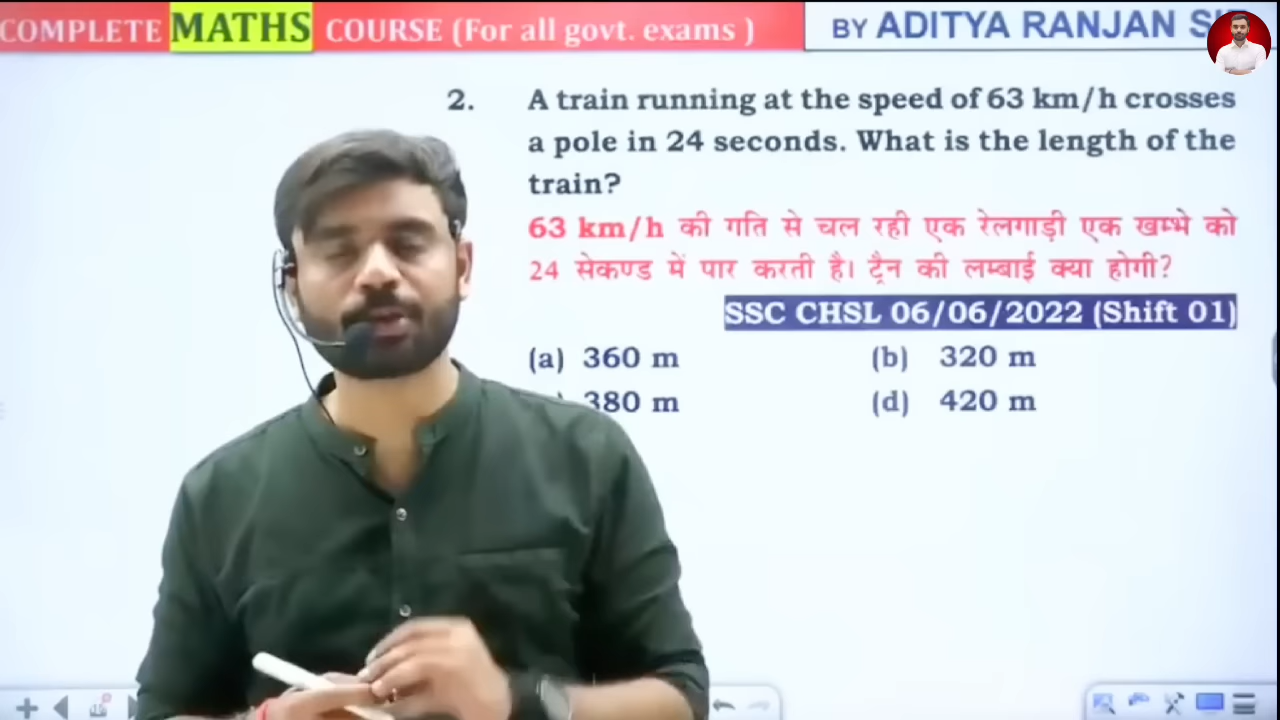 COMPLETE MATHS COURSE (For all govt. exams )
BY ADITYA RANJAN
2. A train running at the speed of 63 km/h crosses
a pole in 24 seconds. What is the length of the
train?
63 km/h की गति से चल रही एक रेलगाड़ी एक खम्भे को
24 सेकण्ड में पार करती है। ट्रैन की लम्बाई क्या होगी?
SSC CHSL 06/06/2022 (Shift 01)
(a) 360 m (b) 320 m
380 m (d) 420 m